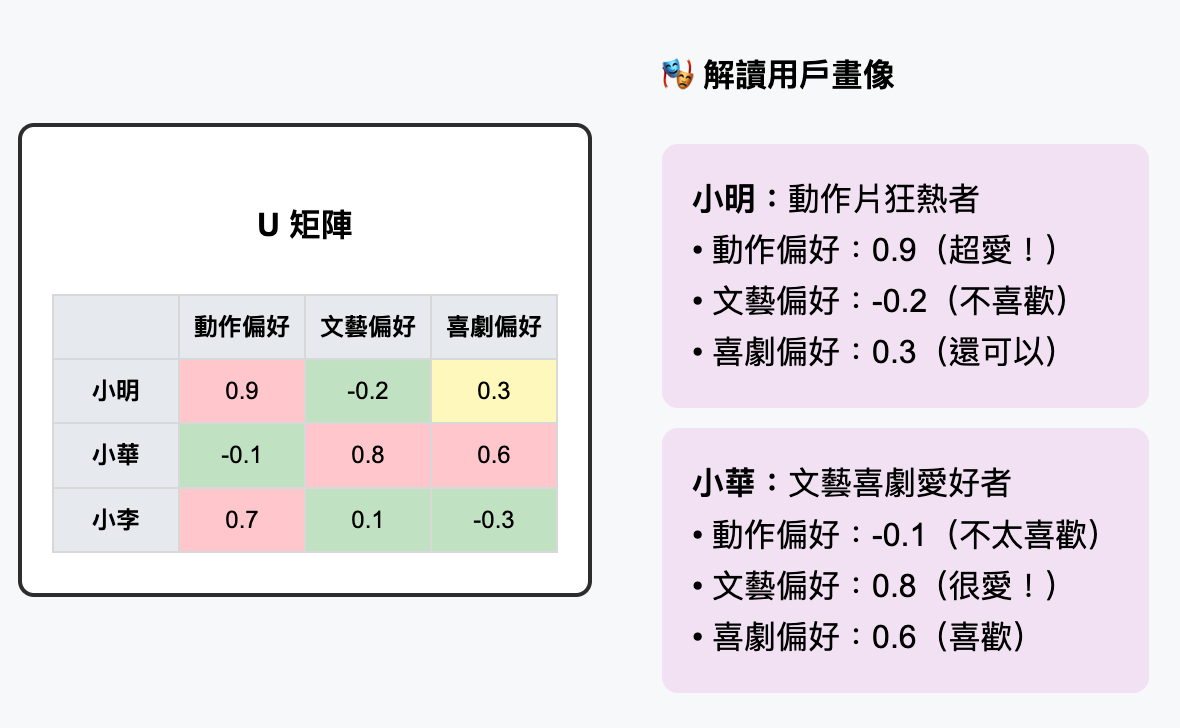 U 矩陣
動作偏好 文藝偏好 喜劇偏好
小明 0.9 -0.2 0.3
小華 -0.1 0.8 0.6
小李 0.7 0.1 -0.3
🎭 解讀用戶畫像
小明：動作片狂熱者
• 動作偏好：0.9（超愛！）
• 文藝偏好：-0.2（不喜歡）
• 喜劇偏好：0.3（還可以）
小華：文藝喜劇愛好者
• 動作偏好：-0.1（不太喜歡）
• 文藝偏好：0.8（很愛！）
• 喜劇偏好：0.6（喜歡）